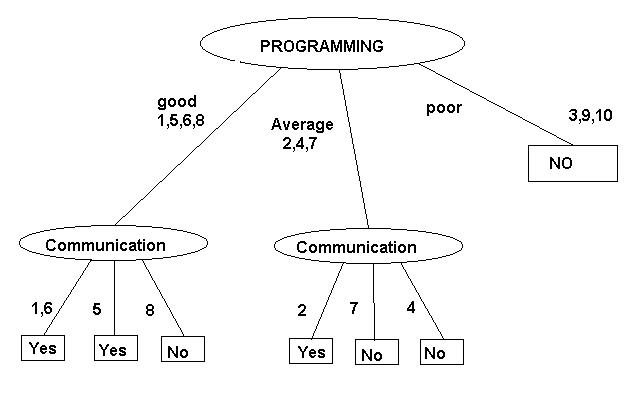 PROGRAMMING
good
1,5,6,8
Average
2,4,7
poor
3,9,10
NO
Communication
Communication
1,6
5
8
2
7
4
Yes
Yes
No
Yes
No
No